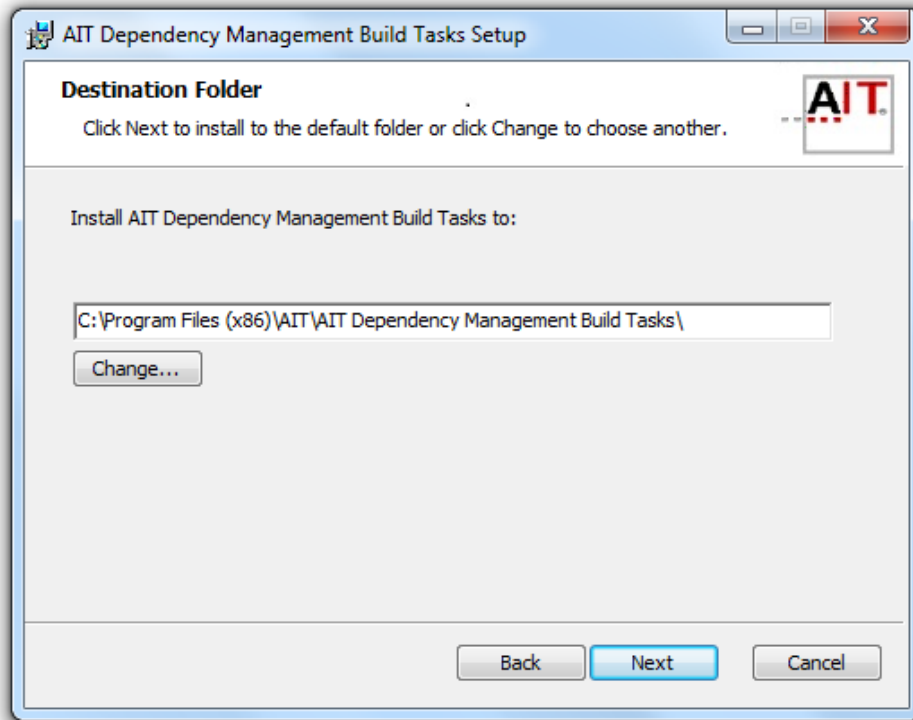 AIT Dependency Management Build Tasks Setup
Destination Folder
Click Next to install to the default folder or click Change to choose another.
AIT
Install AIT Dependency Management Build Tasks to:
C:\Program Files (x86)\AIT\AIT Dependency Management Build Tasks\
Change...
Back
Next
Cancel